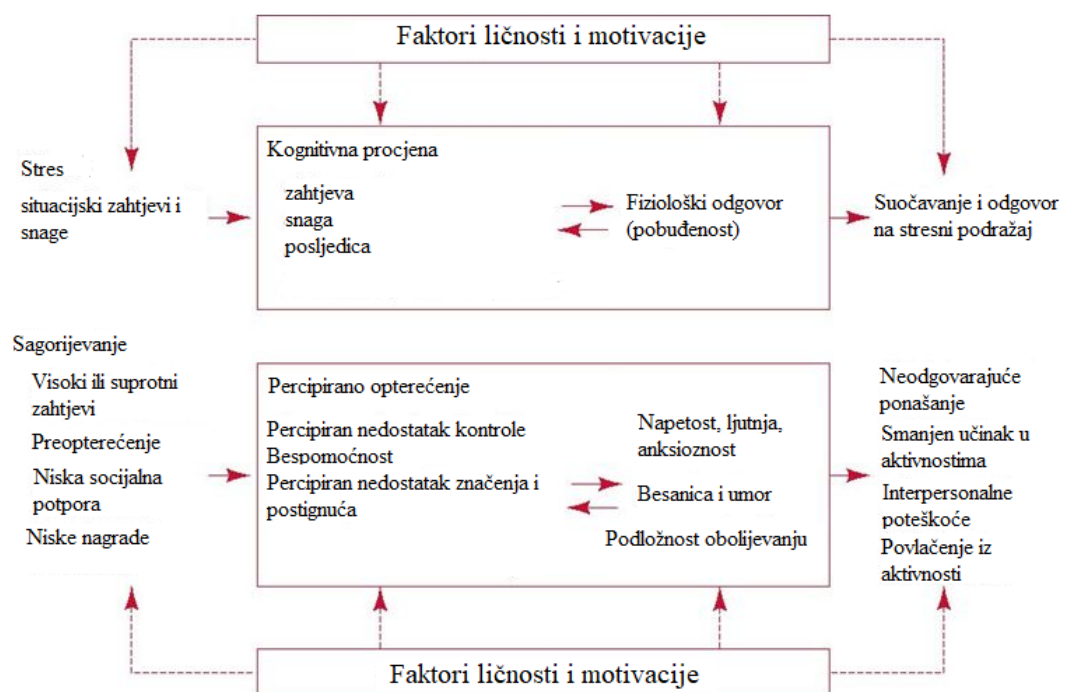 Faktori ličnosti i motivacije
Stres
situacijski zahtjevi i
snage
Kognitivna procjena
zahtjeva
snaga
posljedica
Fiziološki odgovor
(pobuđenost)
Suočavanje i odgovor
na stresni podražaj
Sagorijevanje
Visoki ili suprotni
zahtjevi
Preopterećenje
Niska socijalna
potpora
Niske nagrade
Percipirano opterećenje
Percipiran nedostatak kontrole
Bespomoćnost
Percipiran nedostatak značenja i
postignuća
Napetost, ljutnja,
anksioznost
Besanica i umor
Podložnost obolijevanju
Neodgovarajuće
ponašanje
Smanjen učinak u
aktivnostima
Interpersonalne
poteškoće
Povlačenje iz
aktivnosti
Faktori ličnosti i motivacije